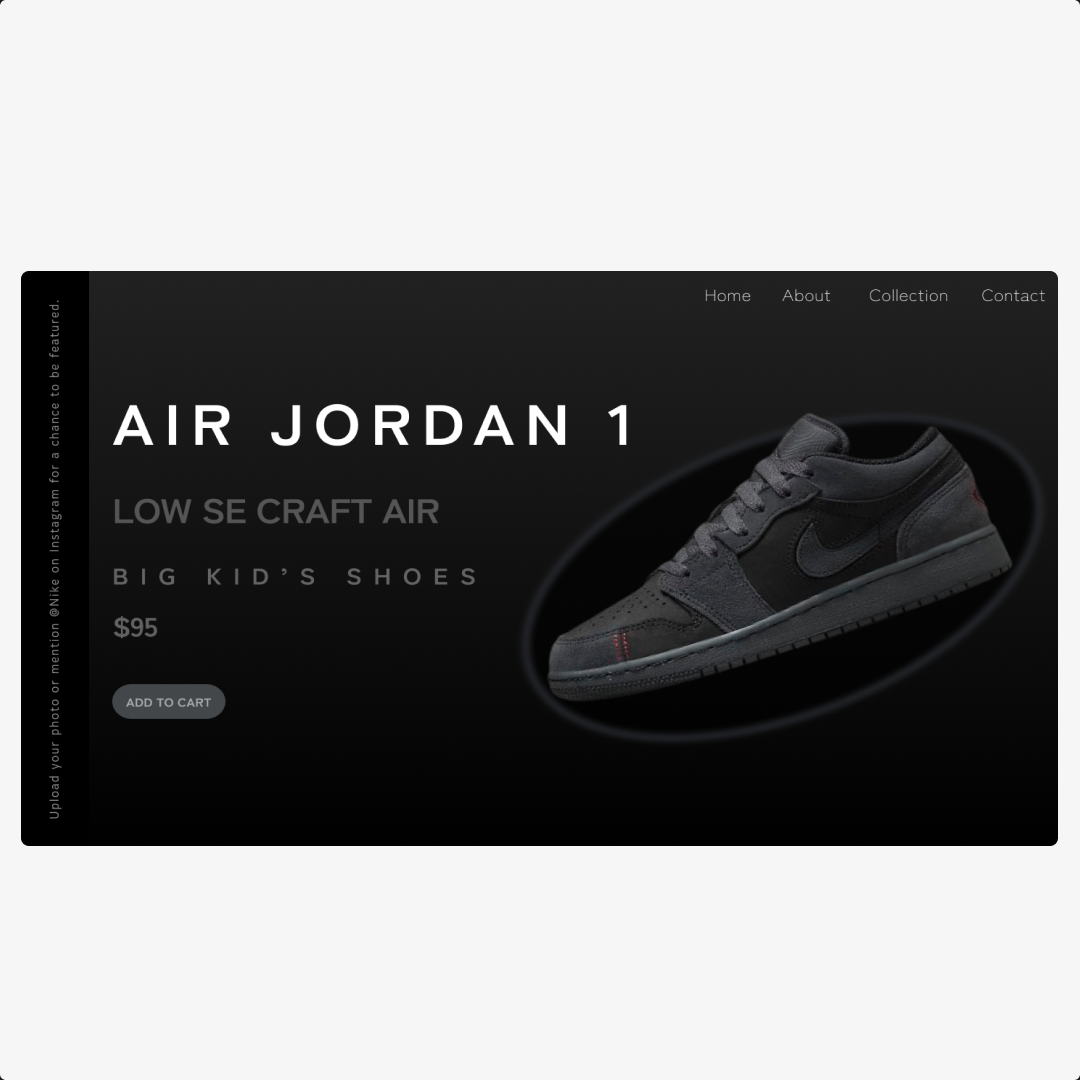 Home About Collection Contact
AIR JORDAN 1
LOW SE CRAFT AIR
BIG KID’S SHOES
$95
ADD TO CART
Upload your photo or mention @Nike on Instagram for a chance to be featured.